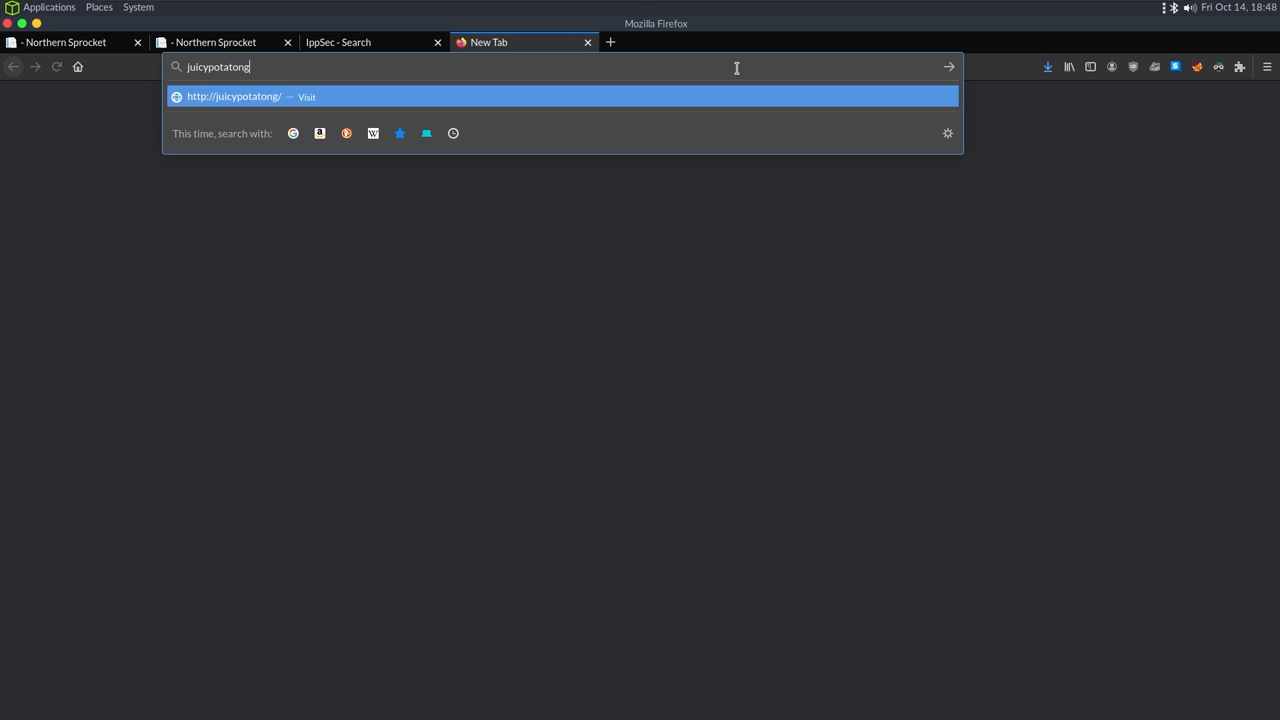 Applications Places System Fri Oct 14, 18:48
Mozilla Firefox
- Northern Sprocket - Northern Sprocket IppSec - Search New Tab
juicypotatong
http://juicypotatong/ — Visit
This time, search with: